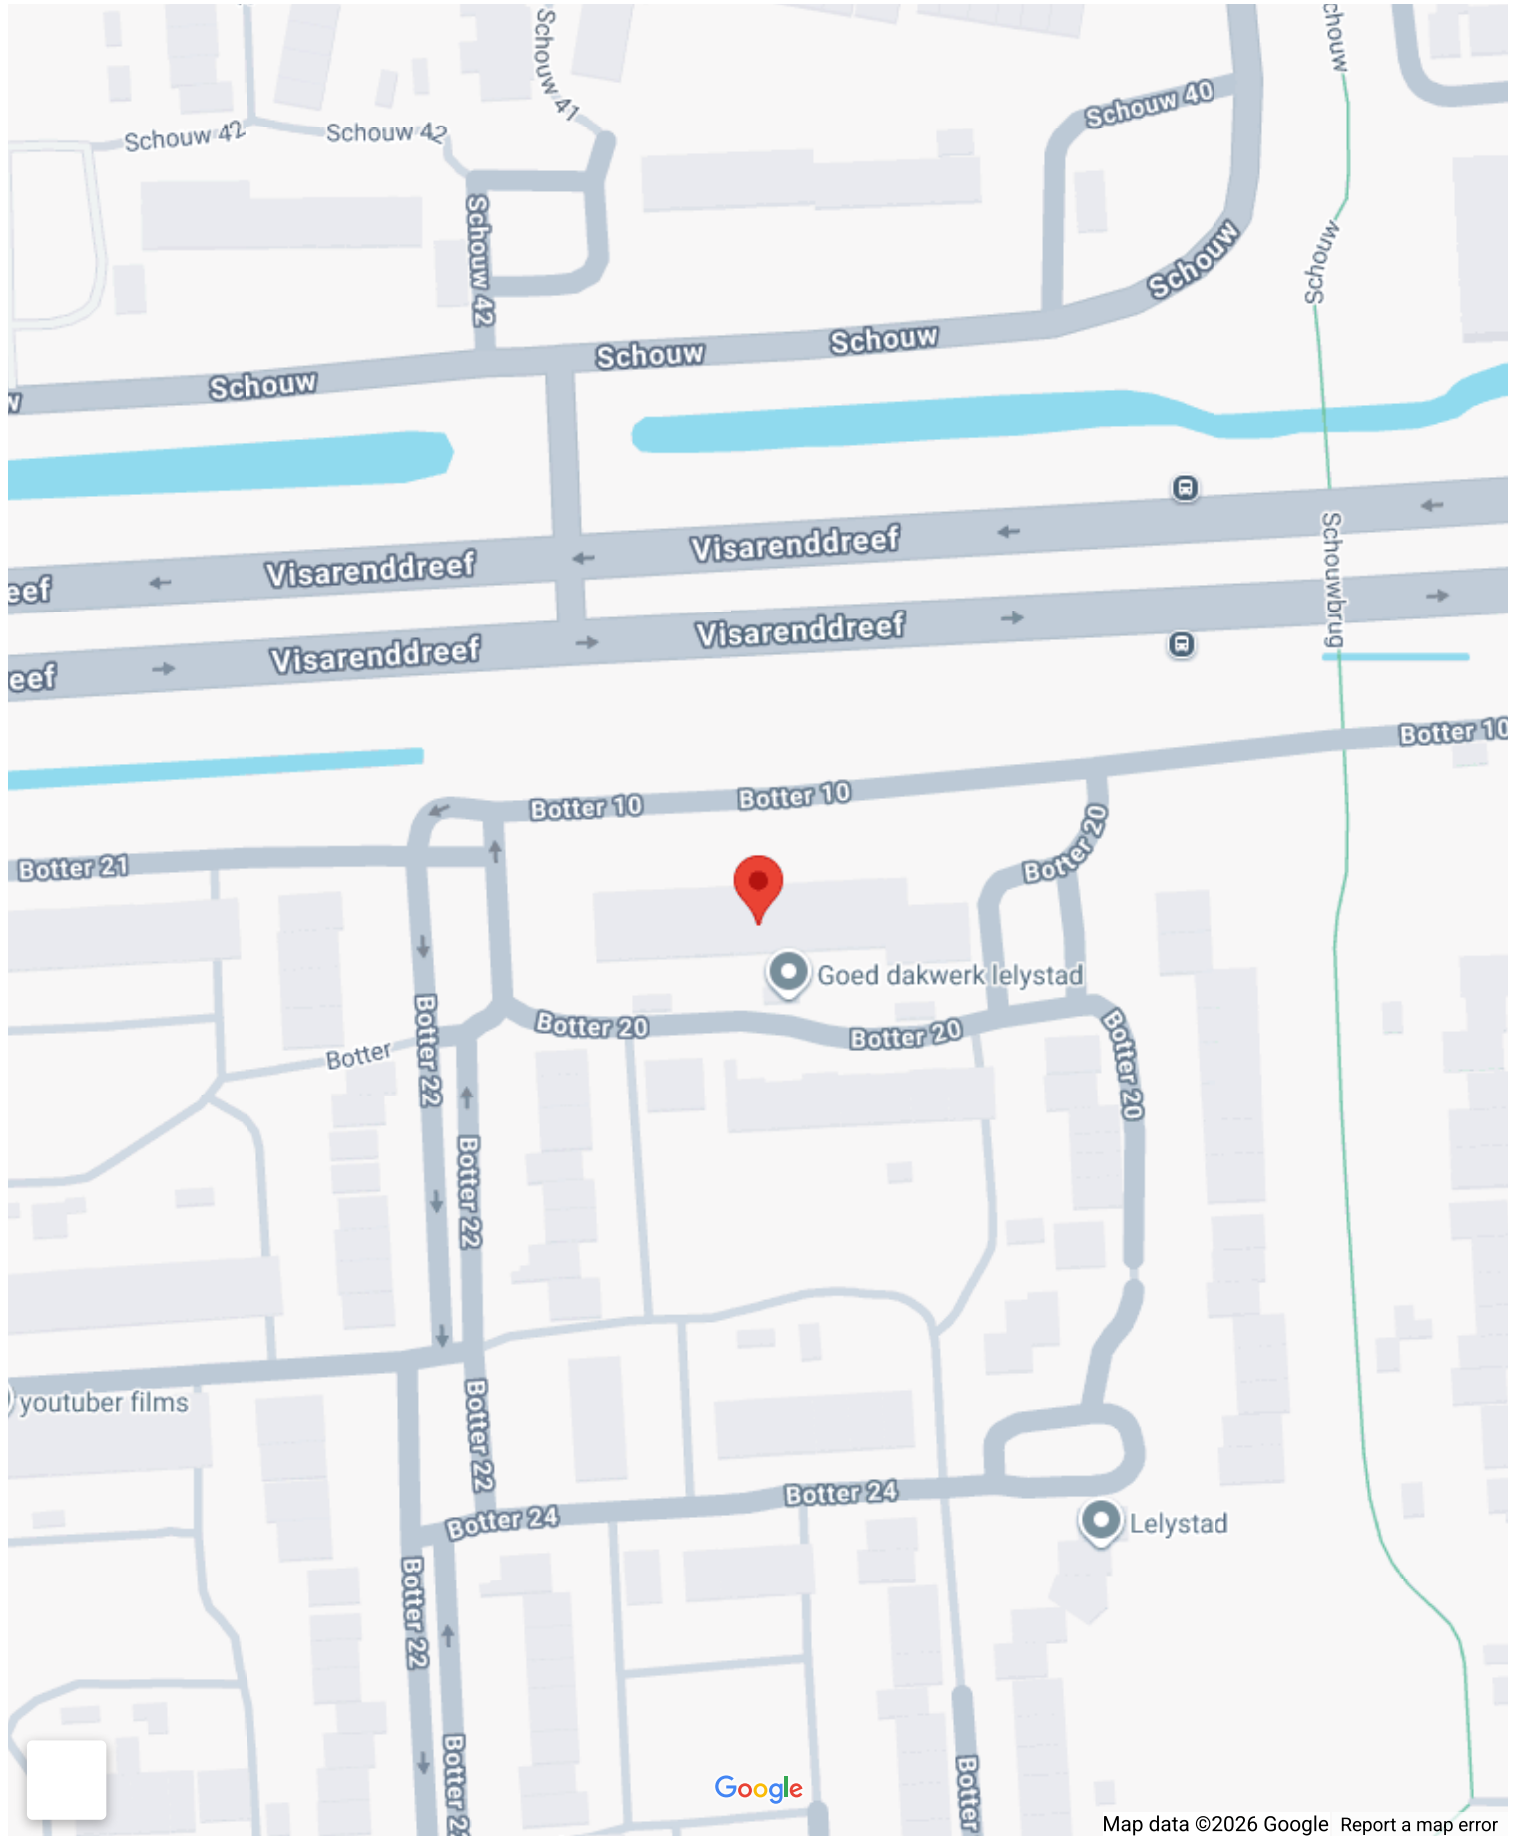 Schouw 41
chouw
Schouw 40
Schouw 42
Schouw 42
Schouw 42
Schouw
Schouw
Schouw
Schouw
Schouw
w
Visarenddreef
Visarenddreef
eef
Schouwbrug
Visarenddreef
Visarenddreef
eef
Botter 10
Botter 10
Botter 10
Botter 20
Botter 21
Goed dakwerk lelystad
Botter 20
Botter 20
Botter 20
Botter 22
Botter
Botter 22
youtuber films
Botter 22
Botter 24
Botter 24
Lelystad
Botter 22
Botter 22
Botter
Google
Map data ©2026 Google
Report a map error